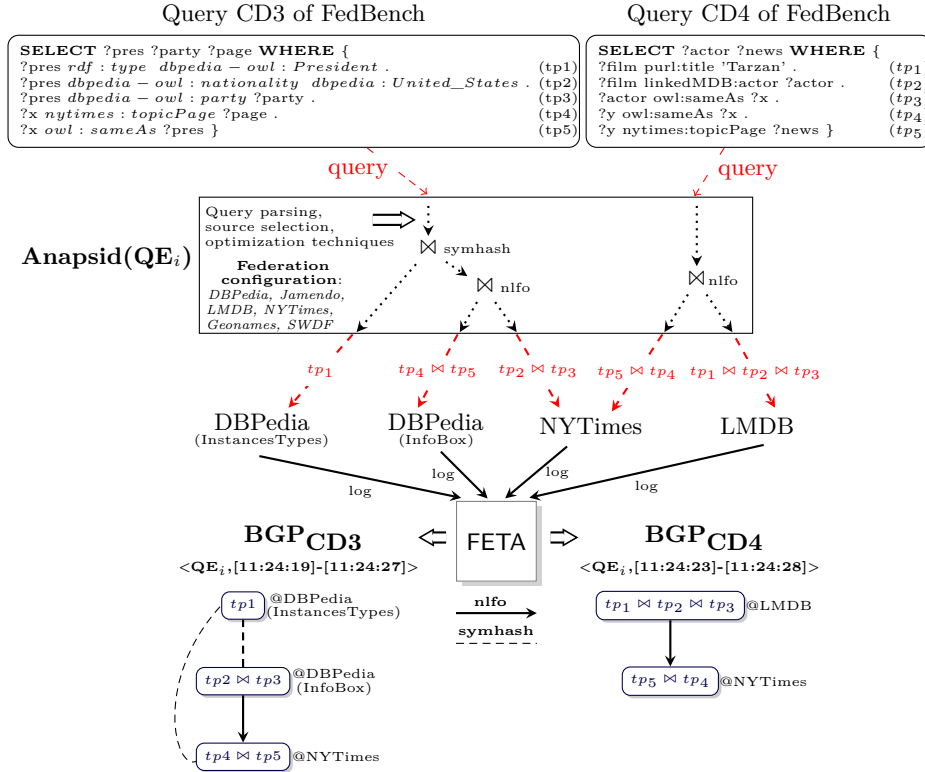 Query CD3 of FedBench
Query CD4 of FedBench
SELECT ?pres ?party ?page WHERE {
?pres rdf : type dbpedia − owl : President . (tp1)
?pres dbpedia − owl : nationality dbpedia : United_States . (tp2)
?pres dbpedia − owl : party ?party . (tp3)
?x nytimes : topicPage ?page . (tp4)
?x owl : sameAs ?pres } (tp5)
SELECT ?actor ?news WHERE {
?film purl:title 'Tarzan' . (tp₁)
?film linkedMDB:actor ?actor . (tp₂)
?actor owl:sameAs ?x . (tp₃)
?y owl:sameAs ?x . (tp₄)
?y nytimes:topicPage ?news } (tp₅)
query
query
Anapsid(QEᵢ)
Query parsing,
source selection,
optimization techniques
Federation
configuration:
DBPedia, Jamendo,
LMDB, NYTimes,
Geonames, SWDF
⋈ symhash
⋈ nlfo
⋈ nlfo
tp₁
tp₄ ⋈ tp₅
tp₂ ⋈ tp₃
tp₅ ⋈ tp₄
tp₁ ⋈ tp₂ ⋈ tp₃
DBPedia
(InstancesTypes)
DBPedia
(InfoBox)
NYTimes
LMDB
log
log
log
log
FETA
BGP_CD3
<QEᵢ,[11:24:19]-[11:24:27]>
BGP_CD4
<QEᵢ,[11:24:23]-[11:24:28]>
nlfo
symhash
tp1 @DBPedia
(InstancesTypes)
tp2 ⋈ tp3 @DBPedia
(InfoBox)
tp4 ⋈ tp5 @NYTimes
tp₁ ⋈ tp₂ ⋈ tp₃ @LMDB
tp₅ ⋈ tp₄ @NYTimes